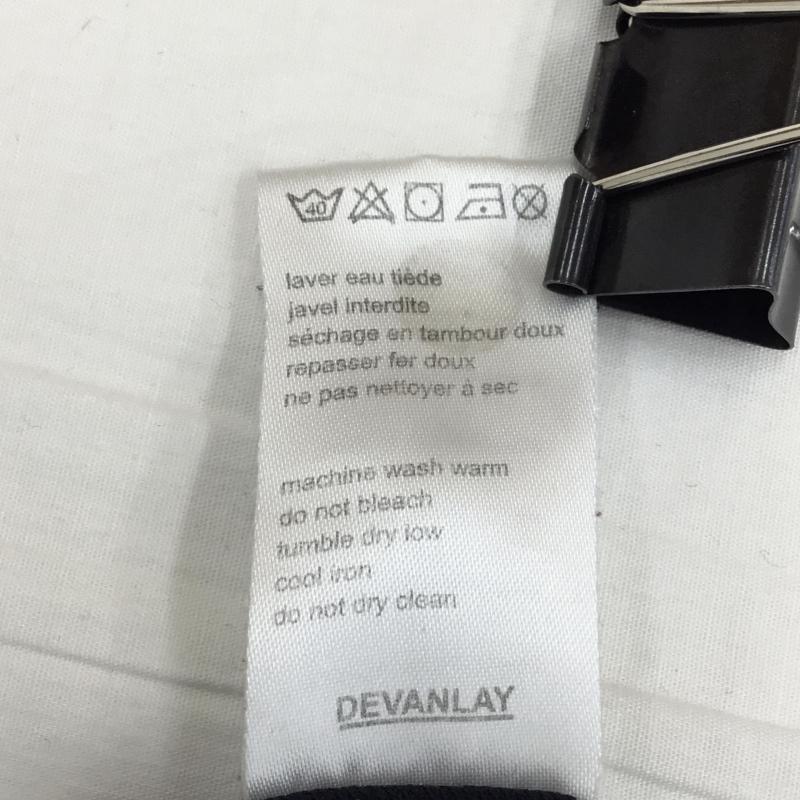 40
laver eau tiède
javel interdite
séchage en tambour doux
repasser fer doux
ne pas nettoyer à sec
machine wash warm
do not bleach
tumble dry low
cool iron
do not dry clean
DEVANLAY